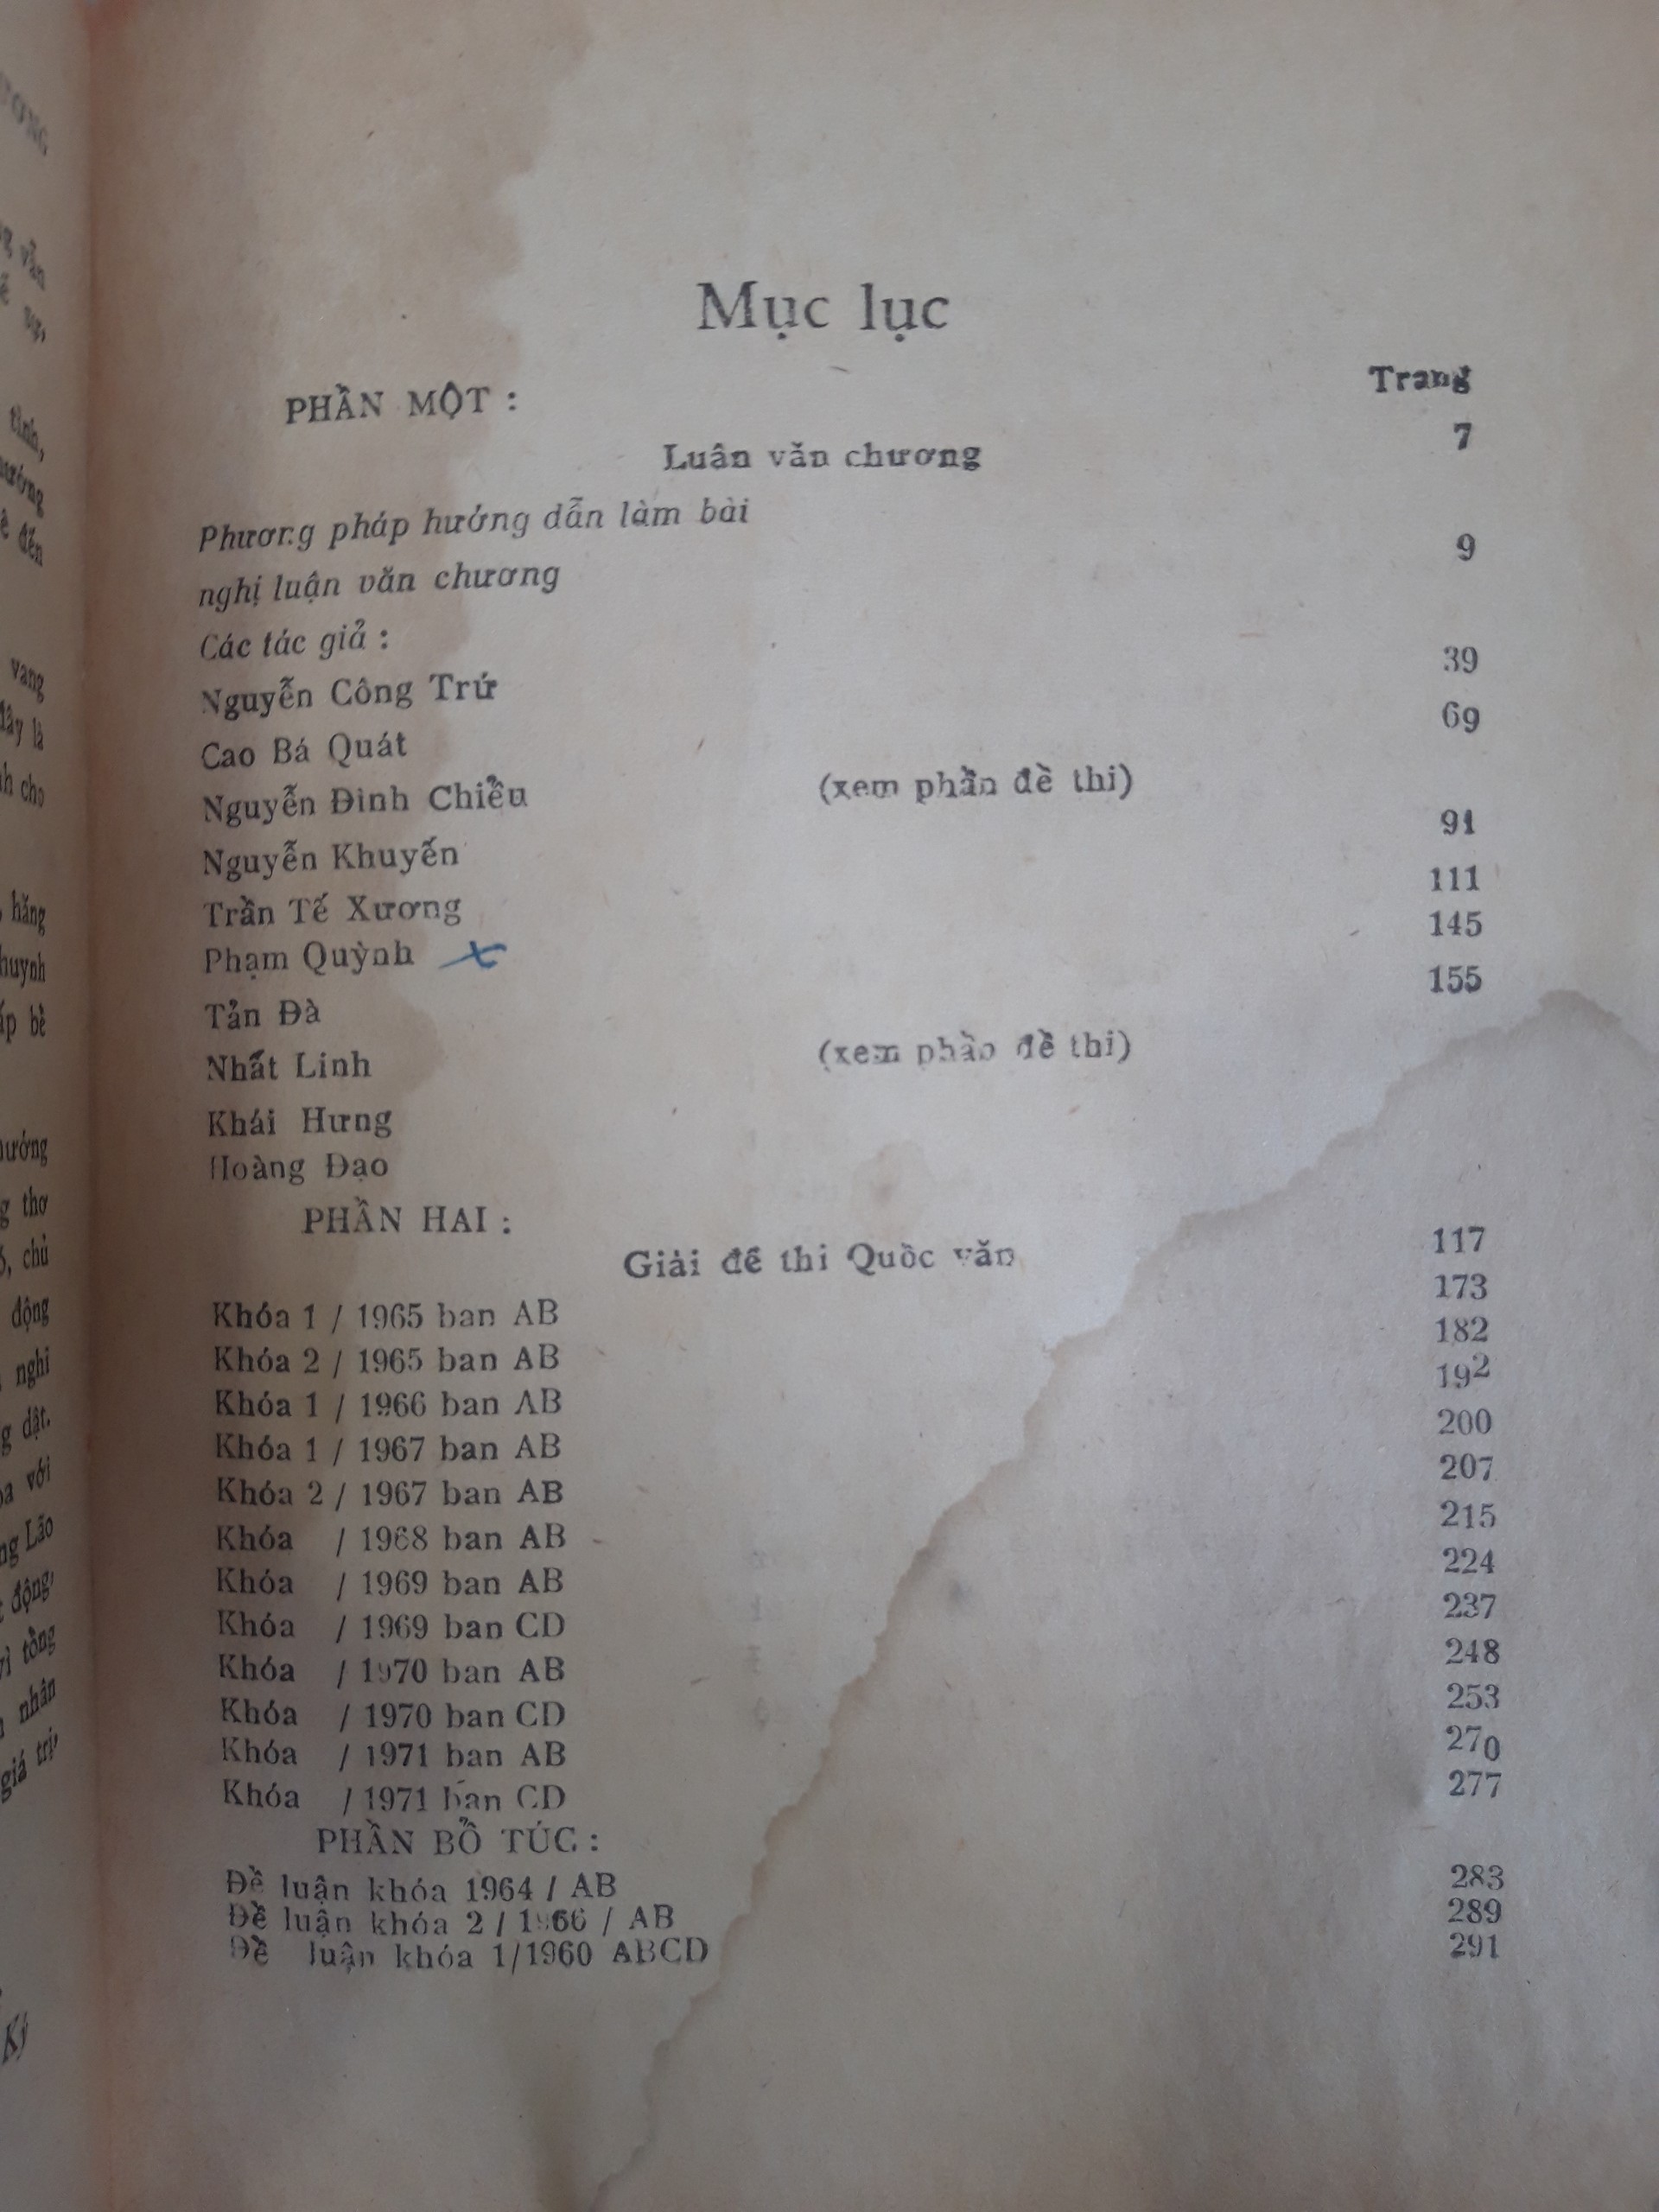 Mục lục
Trang
PHẦN MỘT : 7
Luân văn chương
Phương pháp hướng dẫn làm bài
nghị luận văn chương 9
Các tác giả :
Nguyễn Công Trứ 39
Cao Bá Quát 69
Nguyễn Đình Chiểu (xem phần đề thi)
Nguyễn Khuyến 91
Trần Tế Xương 111
Phạm Quỳnh x 145
Tản Đà 155
Nhất Linh (xem phần đề thi)
Khái Hưng
Hoàng Đạo
PHẦN HAI :
Giải đề thi Quốc văn 117
Khóa 1 / 1965 ban AB 173
Khóa 2 / 1965 ban AB 182
Khóa 1 / 1966 ban AB 192
Khóa 1 / 1967 ban AB 200
Khóa 2 / 1967 ban AB 207
Khóa / 1968 ban AB 215
Khóa / 1969 ban AB 224
Khóa / 1969 ban CD 237
Khóa / 1970 ban AB 248
Khóa / 1970 ban CD 253
Khóa / 1971 ban AB 270
Khóa / 1971 ban CD 277
PHẦN BỔ TÚC :
Đề luận khóa 1964 / AB 283
Đề luận khóa 2 / 1966 / AB 289
Đề luận khóa 1/1960 ABCD 291